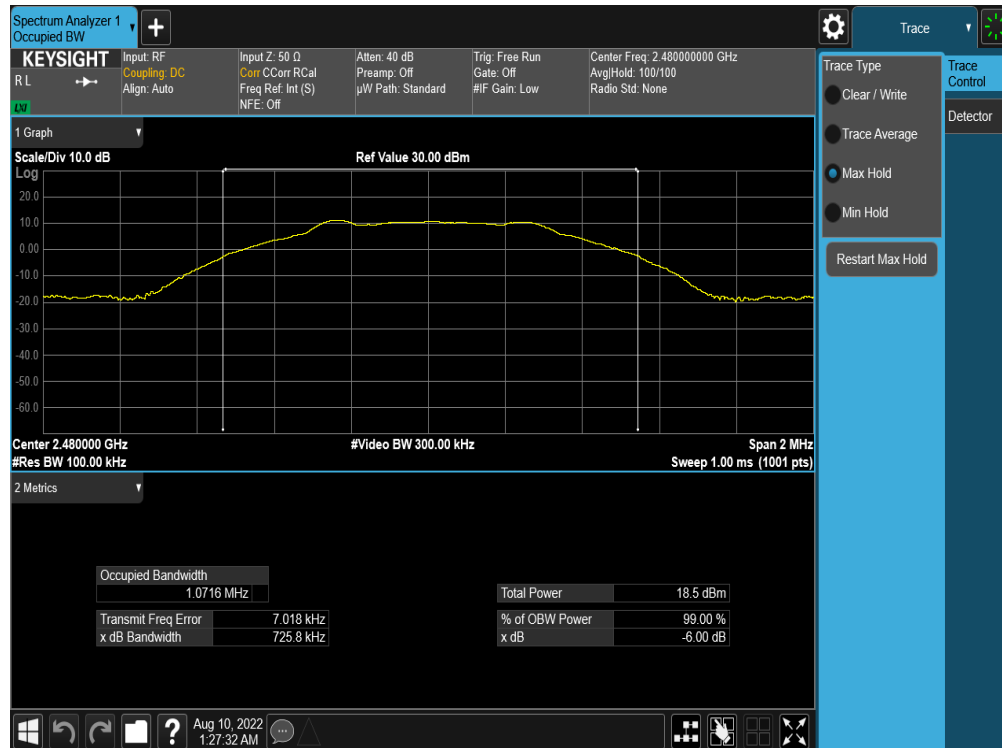 Spectrum Analyzer 1
Occupied BW
Trace
KEYSIGHT
R L
LXI
Input: RF
Coupling: DC
Align: Auto
Input Z: 50 Ω
Corr CCorr RCal
Freq Ref: Int (S)
NFE: Off
Atten: 40 dB
Preamp: Off
µW Path: Standard
Trig: Free Run
Gate: Off
#IF Gain: Low
Center Freq: 2.480000000 GHz
Avg|Hold: 100/100
Radio Std: None
Trace Type
Clear / Write
Trace Average
Max Hold
Min Hold
Restart Max Hold
Trace
Control
Detector
1 Graph
Scale/Div 10.0 dB
Ref Value 30.00 dBm
Log
20.0
10.0
0.00
-10.0
-20.0
-30.0
-40.0
-50.0
-60.0
Center 2.480000 GHz
#Video BW 300.00 kHz
Span 2 MHz
#Res BW 100.00 kHz
Sweep 1.00 ms (1001 pts)
2 Metrics
Occupied Bandwidth
1.0716 MHz
Total Power 18.5 dBm
Transmit Freq Error 7.018 kHz
% of OBW Power 99.00 %
x dB Bandwidth 725.8 kHz
x dB -6.00 dB
Aug 10, 2022
1:27:32 AM